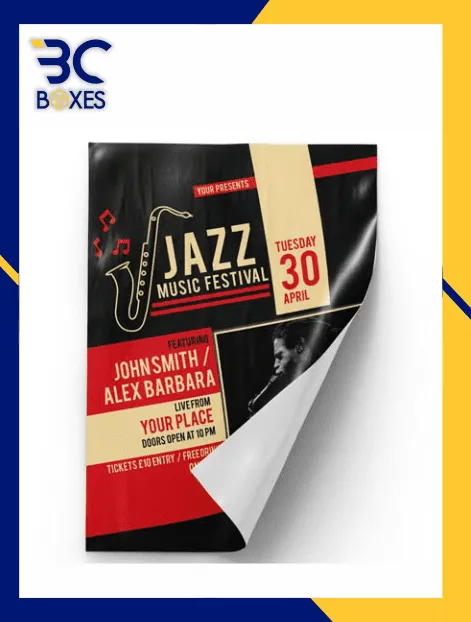 BC
BOXES
YOUR PRESENTS
JAZZ
MUSIC FESTIVAL
TUESDAY
30
APRIL
FEATURING
JOHN SMITH /
ALEX BARBARA
LIVE FROM
YOUR PLACE
DOORS OPEN AT 10 PM
TICKETS £10 ENTRY / FREE